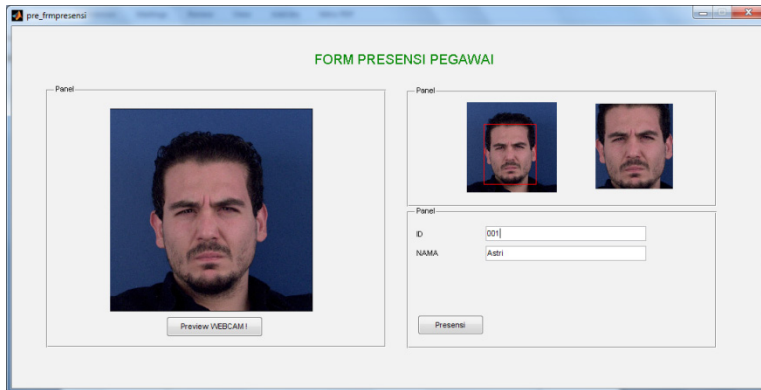 pre_frmpresensi
FORM PRESENSI PEGAWAI
Panel
Preview WEBCAM !
Panel
Panel
ID 001
NAMA Astri
Presensi